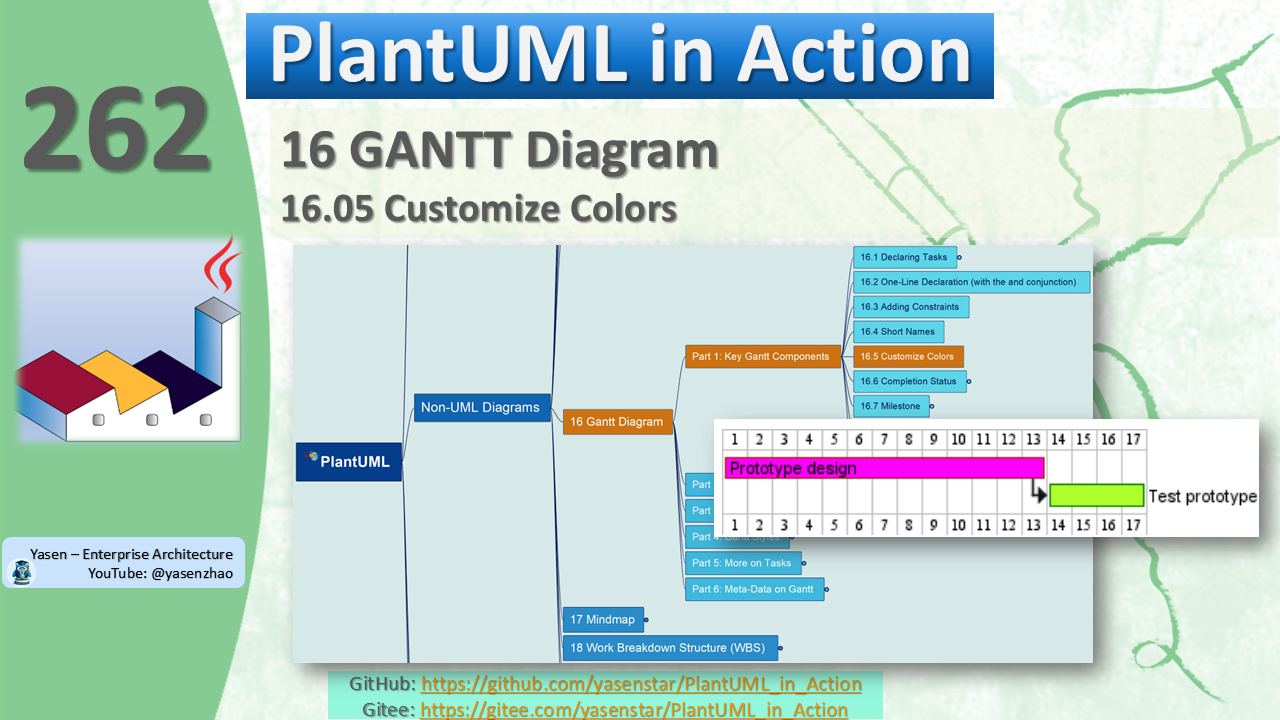 PlantUML in Action
262
16 GANTT Diagram
16.05 Customize Colors
16.1 Declaring Tasks
16.2 One-Line Declaration (with the and conjunction)
16.3 Adding Constraints
16.4 Short Names
Part 1: Key Gantt Components
16.5 Customize Colors
16.6 Completion Status
16.7 Milestone
Non-UML Diagrams
16 Gantt Diagram
PlantUML
1 2 3 4 5 6 7 8 9 10 11 12 13 14 15 16 17
Prototype design
Test prototype
1 2 3 4 5 6 7 8 9 10 11 12 13 14 15 16 17
Part
Part
Part 4: Gantt Styles
Part 5: More on Tasks
Part 6: Meta-Data on Gantt
17 Mindmap
18 Work Breakdown Structure (WBS)
Yasen – Enterprise Architecture
YouTube: @yasenzhao
GitHub: https://github.com/yasenstar/PlantUML_in_Action
Gitee: https://gitee.com/yasenstar/PlantUML_in_Action